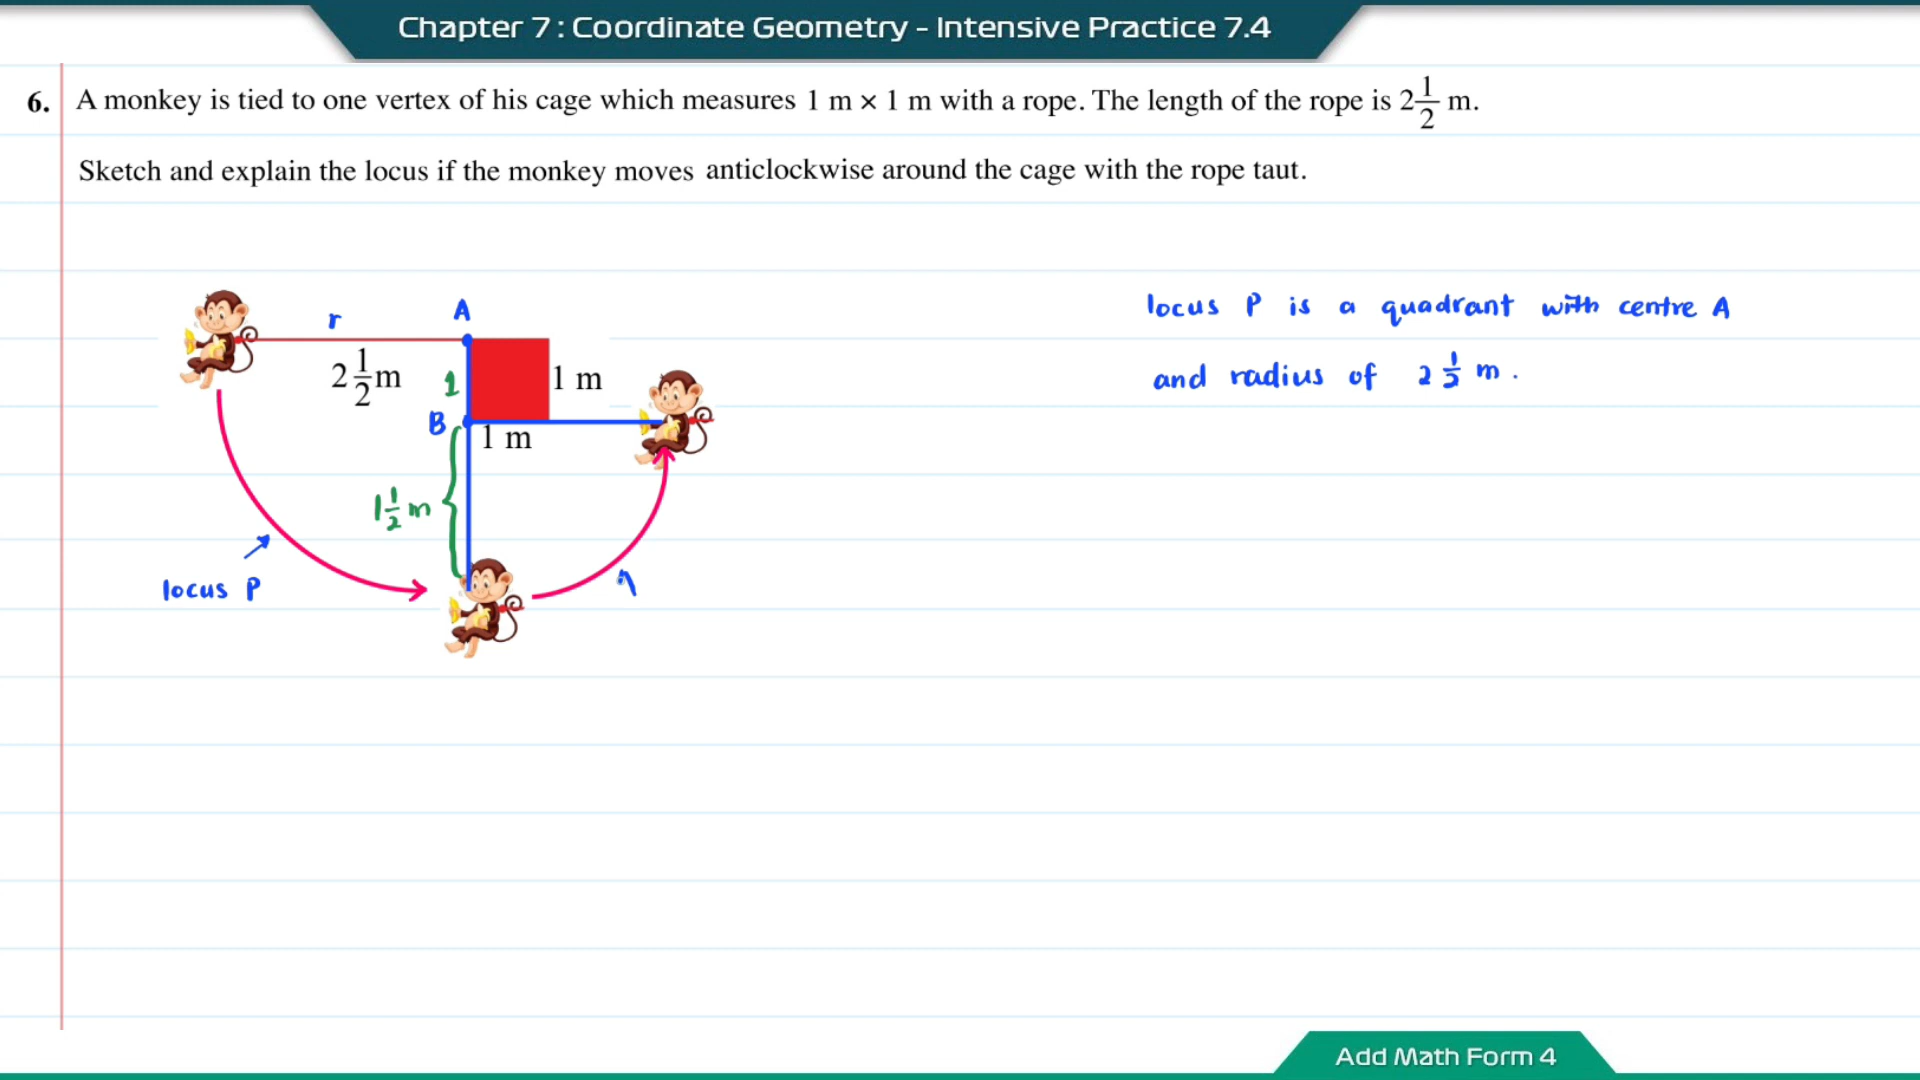 Chapter 7 : Coordinate Geometry - Intensive Practice 7.4
6. A monkey is tied to one vertex of his cage which measures 1 m × 1 m with a rope. The length of the rope is 2 1/2 m.
Sketch and explain the locus if the monkey moves anticlockwise around the cage with the rope taut.
r
A
2 1/2 m
1
1 m
B
1 m
1 1/2 m
locus P
locus P is a quadrant with centre A
and radius of 2 1/2 m.
Add Math Form 4